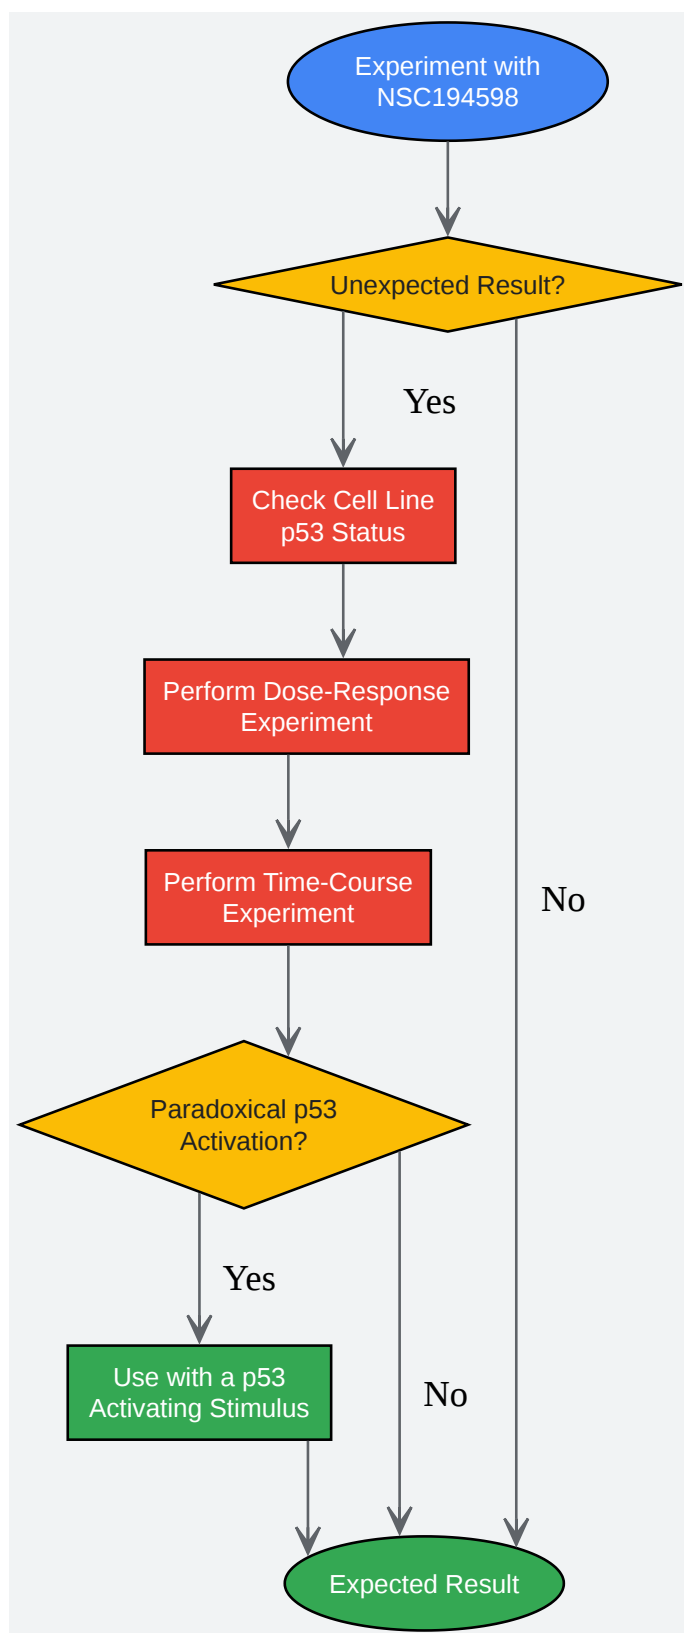 Experiment with
NSC194598
Unexpected Result?
Yes
Check Cell Line
p53 Status
Perform Dose-Response
Experiment
Perform Time-Course
Experiment
No
Paradoxical p53
Activation?
Yes
Use with a p53
Activating Stimulus
No
Expected Result